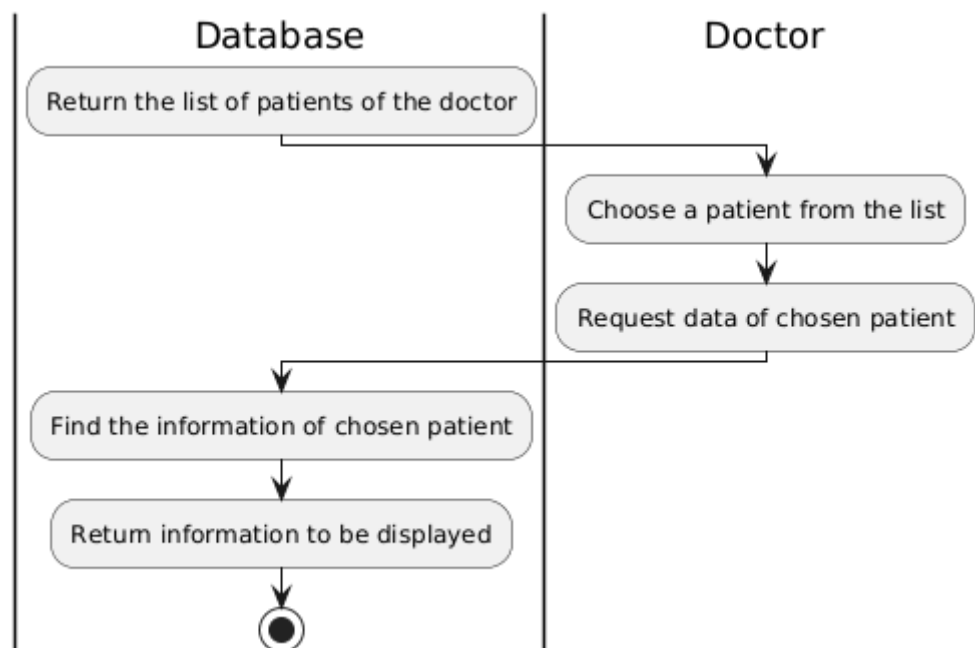 Database
Doctor
Return the list of patients of the doctor
Choose a patient from the list
Request data of chosen patient
Find the information of chosen patient
Return information to be displayed